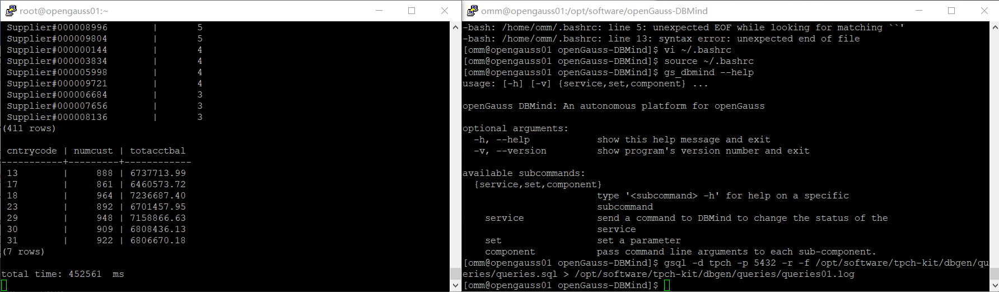 root@opengauss01:~
Supplier#000008996 | 5
Supplier#000009804 | 5
Supplier#000000144 | 4
Supplier#000003834 | 4
Supplier#000005998 | 4
Supplier#000009721 | 4
Supplier#000006684 | 3
Supplier#000007656 | 3
Supplier#000008136 | 3
(411 rows)
cntrycode | numcust | totacctbal
-----------+---------+------------
13 | 888 | 6737713.99
17 | 861 | 6460573.72
18 | 964 | 7236687.40
23 | 892 | 6701457.95
29 | 948 | 7158866.63
30 | 909 | 6808436.13
31 | 922 | 6806670.18
(7 rows)
total time: 452561  ms
omm@opengauss01:/opt/software/openGauss-DBMind
-bash: /home/omm/.bashrc: line 5: unexpected EOF while looking for matching ``'
-bash: /home/omm/.bashrc: line 13: syntax error: unexpected end of file
[omm@opengauss01 openGauss-DBMind]$ vi ~/.bashrc
[omm@opengauss01 openGauss-DBMind]$ source ~/.bashrc
[omm@opengauss01 openGauss-DBMind]$ gs_dbmind --help
usage: [-h] [-v] {service,set,component} ...
openGauss DBMind: An autonomous platform for openGauss
optional arguments:
-h, --help show this help message and exit
-v, --version show program's version number and exit
available subcommands:
{service,set,component}
type '<subcommand> -h' for help on a specific
subcommand
service send a command to DBMind to change the status of the
service
set set a parameter
component pass command line arguments to each sub-component.
[omm@opengauss01 openGauss-DBMind]$ gsql -d tpch -p 5432 -r -f /opt/software/tpch-kit/dbgen/qu
eries/queries.sql > /opt/software/tpch-kit/dbgen/queries/queries01.log
[omm@opengauss01 openGauss-DBMind]$